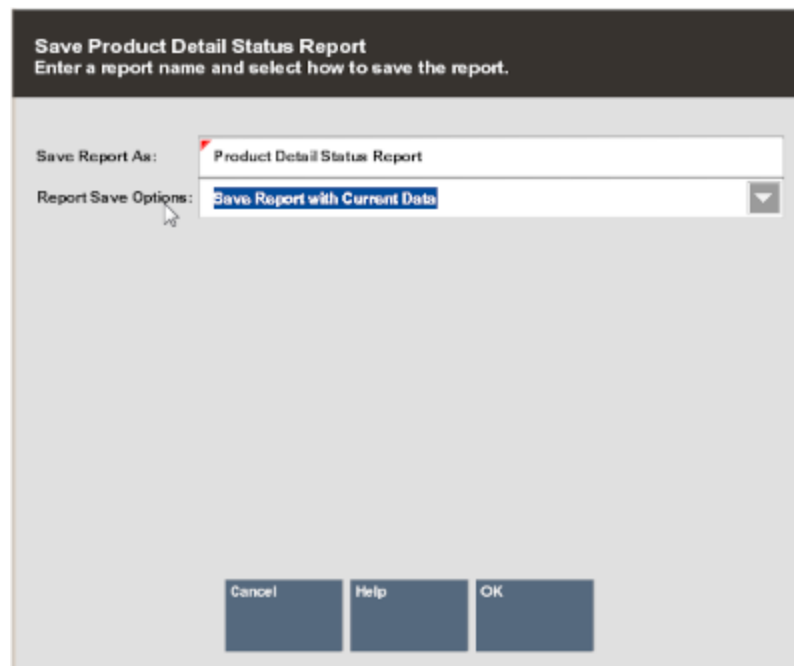 Save Product Detail Status Report
Enter a report name and select how to save the report.
Save Report As: Product Detail Status Report
Report Save Options: Save Report with Current Data
Cancel Help OK